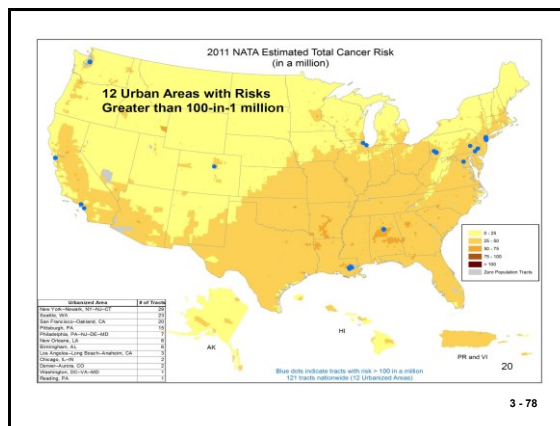 2011 NATA Estimated Total Cancer Risk
(in a million)
12 Urban Areas with Risks
Greater than 100-in-1 million
0 - 25
25 - 50
50 - 75
75 - 100
> 100
Zero Population Tracts
Urbanized Area # of Tracts
New York--Newark, NY--NJ--CT 29
Seattle, WA 23
San Francisco--Oakland, CA 20
Pittsburgh, PA 15
Philadelphia, PA--NJ--DE--MD 7
New Orleans, LA
Birmingham, AL 6
Los Angeles--Long Beach--Anaheim, CA 3
Chicago, IL--IN 2
Denver--Aurora, CO 2
Washington, DC--VA--MD 1
Reading, PA 1
AK
HI
PR and VI
20
Blue dots indicate tracts with risk > 100 in a million
121 tracts nationwide (12 Urbanized Areas)
3 - 78